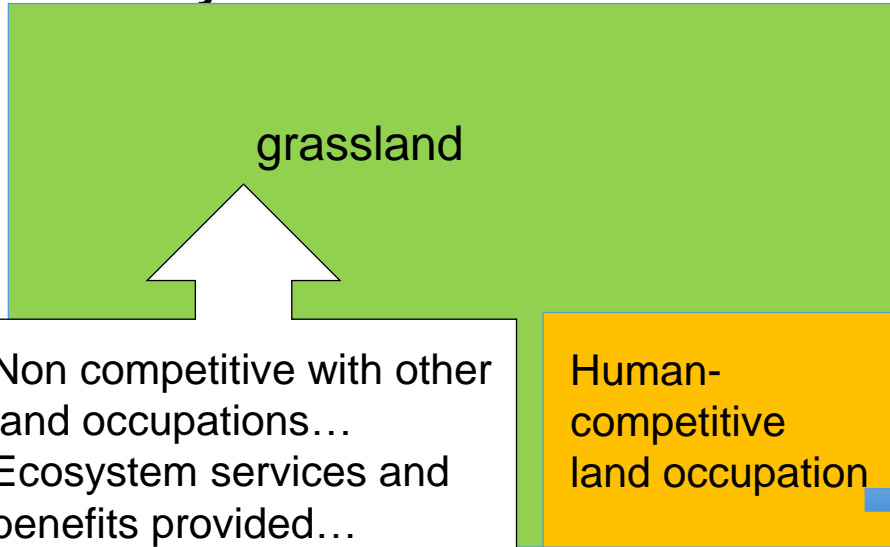 grassland
Non competitive with other
land occupations…
Ecosystem services and
benefits provided…
Human-
competitive
land occupation